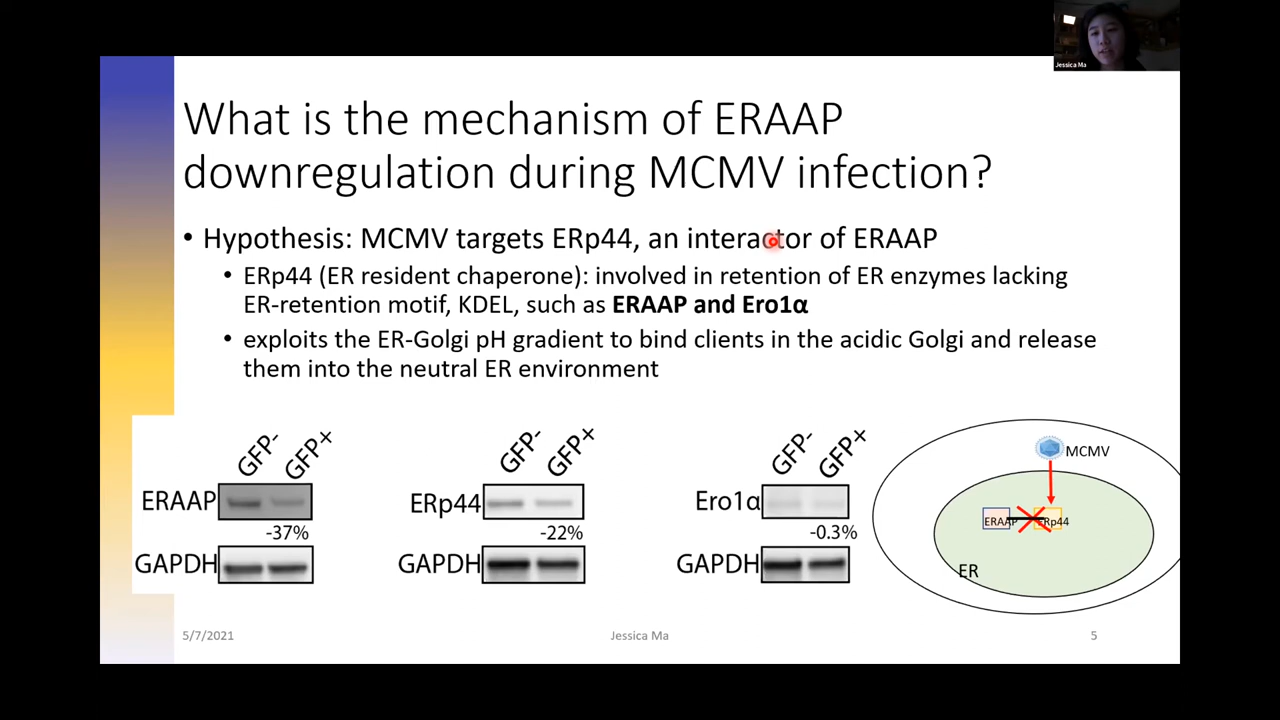 Jessica Ma
What is the mechanism of ERAAP
downregulation during MCMV infection?
• Hypothesis: MCMV targets ERp44, an interactor of ERAAP
• ERp44 (ER resident chaperone): involved in retention of ER enzymes lacking
ER-retention motif, KDEL, such as ERAAP and Ero1α
• exploits the ER-Golgi pH gradient to bind clients in the acidic Golgi and release
them into the neutral ER environment
GFP- GFP+
ERAAP
-37%
GAPDH
GFP- GFP+
ERp44
-22%
GAPDH
GFP- GFP+
Ero1α
-0.3%
GAPDH
MCMV
ERAAP ERp44
ER
5/7/2021
Jessica Ma
5